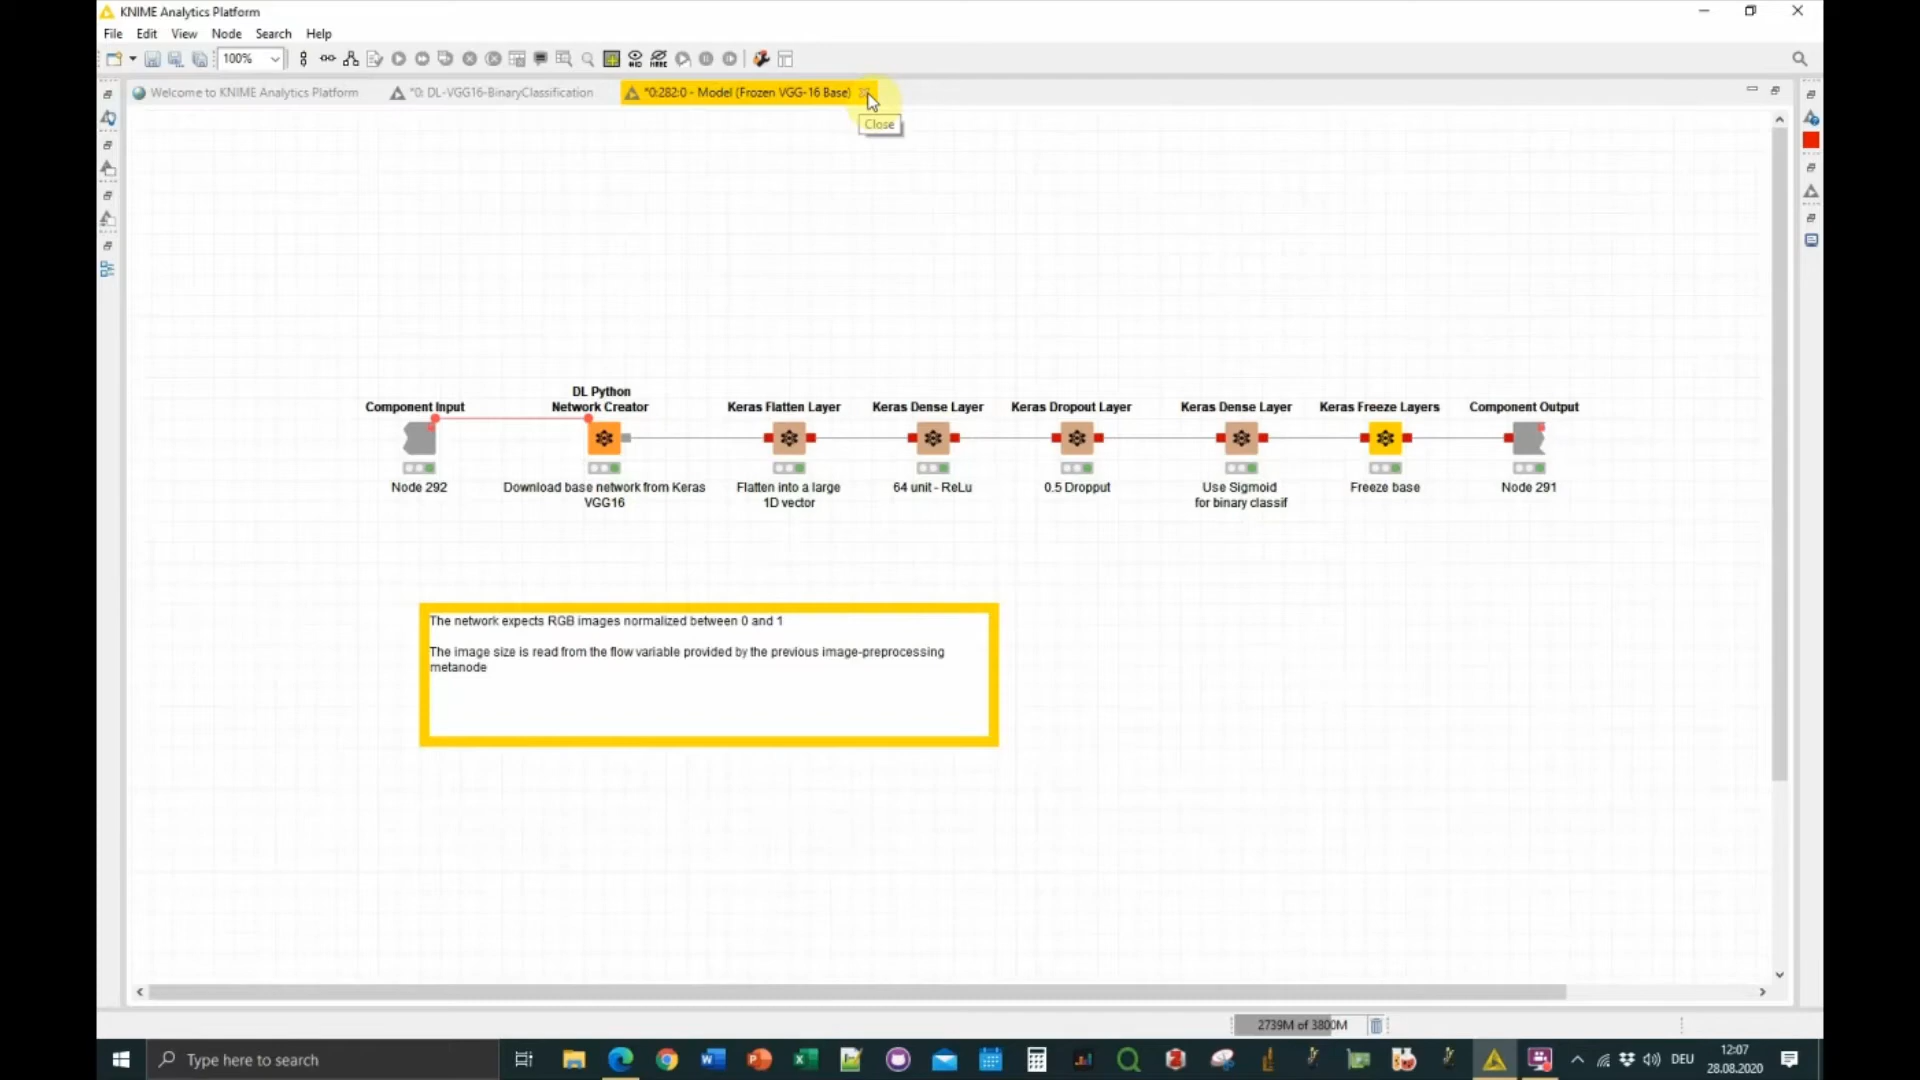 KNIME Analytics Platform
File Edit View Node Search Help
100%
Welcome to KNIME Analytics Platform
*0: DL-VGG16-BinaryClassification
*0:282:0 - Model (Frozen VGG-16 Base)
Close
Component Input
DL Python
Network Creator
Keras Flatten Layer
Keras Dense Layer
Keras Dropout Layer
Keras Dense Layer
Keras Freeze Layers
Component Output
Node 292
Download base network from Keras
VGG16
Flatten into a large
1D vector
64 unit - ReLu
0.5 Dropput
Use Sigmoid
for binary classif
Freeze base
Node 291
The network expects RGB images normalized between 0 and 1
The image size is read from the flow variable provided by the previous image-preprocessing
metanode
2739M of 3800M
Type here to search
DEU
12:07
28.08.2020